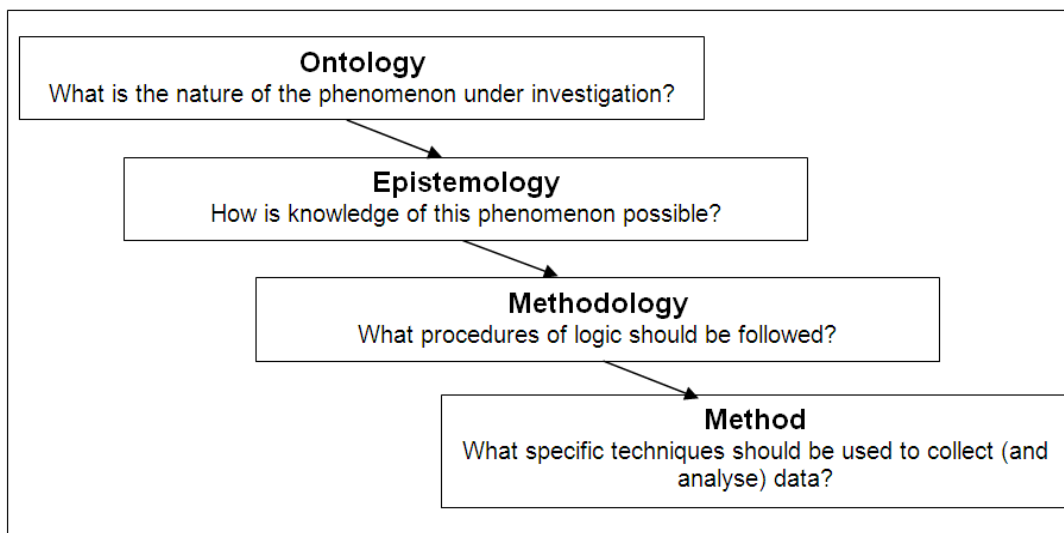 Ontology
What is the nature of the phenomenon under investigation?
Epistemology
How is knowledge of this phenomenon possible?
Methodology
What procedures of logic should be followed?
Method
What specific techniques should be used to collect (and
analyse) data?